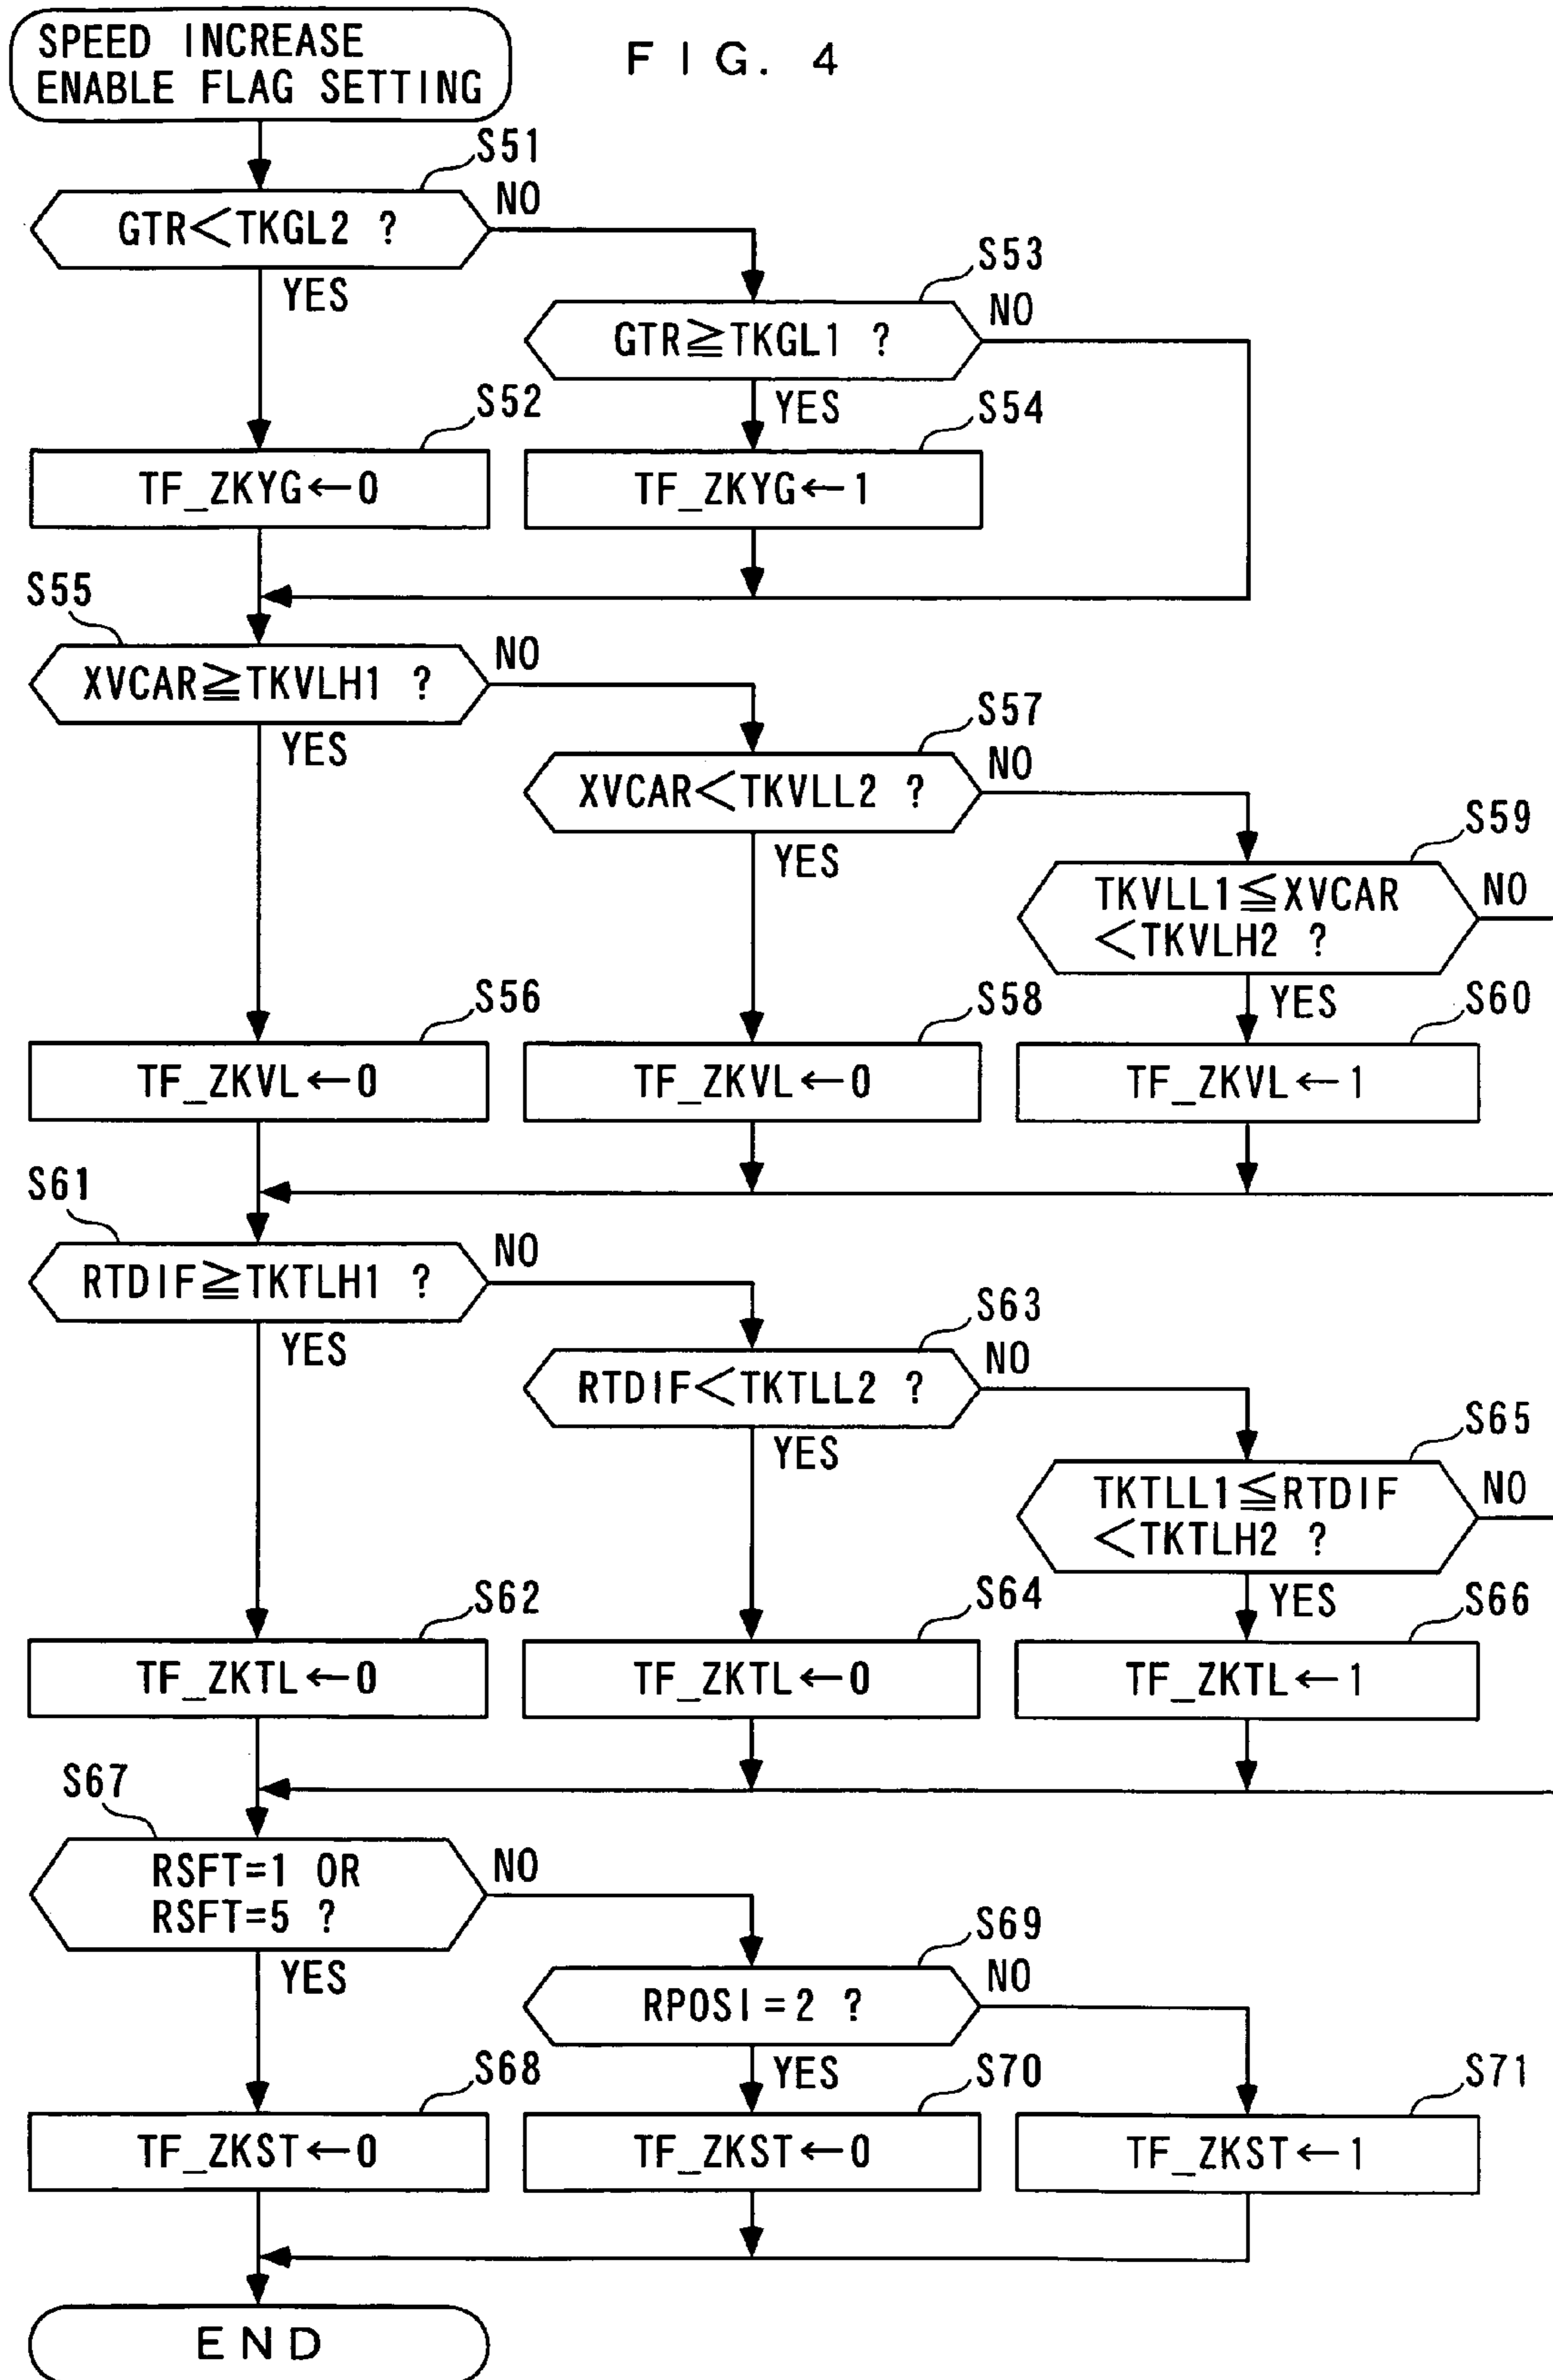 SPEED INCREASE
ENABLE FLAG SETTING
FIG. 4
S51
GTR<TKGL2 ?
NO
YES
S53
GTR≧TKGL1 ?
NO
YES
S52
TF_ZKYG←0
S54
TF_ZKYG←1
S55
XVCAR≧TKVLH1 ?
NO
YES
S57
XVCAR<TKVLL2 ?
NO
YES
S59
TKVLL1≦XVCAR
<TKVLH2 ?
NO
YES
S56
TF_ZKVL←0
S58
TF_ZKVL←0
S60
TF_ZKVL←1
S61
RTDIF≧TKTLH1 ?
NO
YES
S63
RTDIF<TKTLL2 ?
NO
YES
S65
TKTLL1≦RTDIF
<TKTLH2 ?
NO
YES
S62
TF_ZKTL←0
S64
TF_ZKTL←0
S66
TF_ZKTL←1
S67
RSFT=1 OR
RSFT=5 ?
NO
YES
S69
RPOSI=2 ?
NO
YES
S68
TF_ZKST←0
S70
TF_ZKST←0
S71
TF_ZKST←1
END